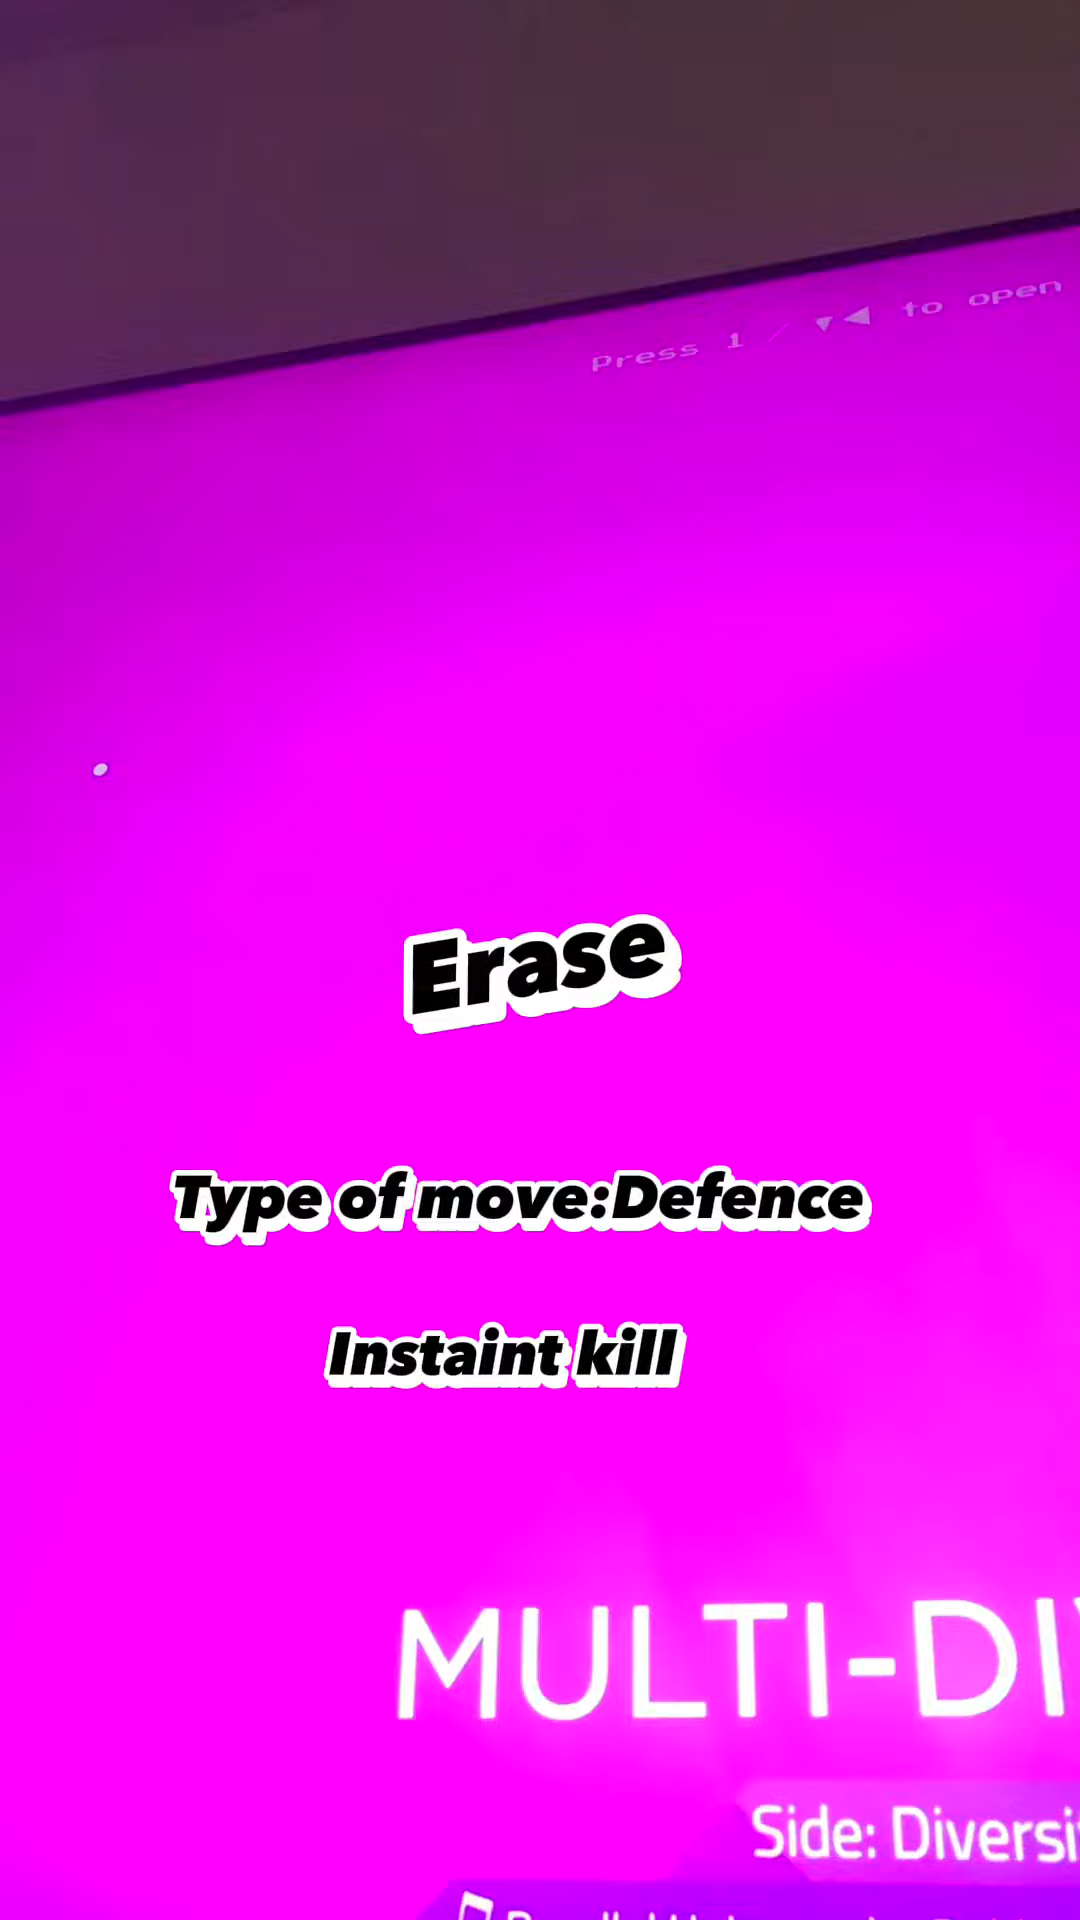 Press 1 / ▼◀ to open
Erase
Type of move:Defence
Instaint kill
MULTI-DI
Side: Diversi